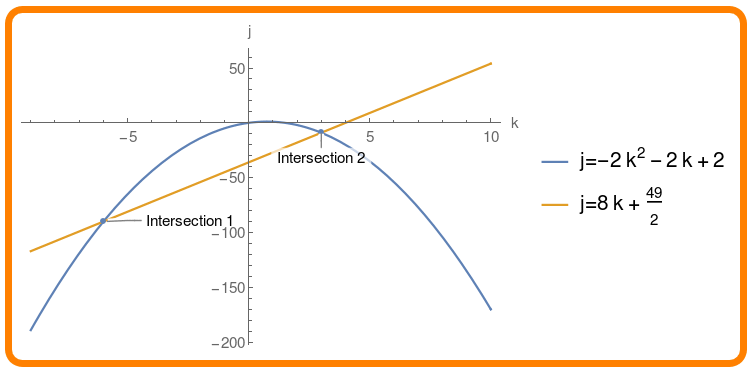 j
50
k
−5
5
10
Intersection 2
−50
Intersection 1
−100
−150
−200
j=−2 k² − 2 k + 2
j=8 k + 49/2